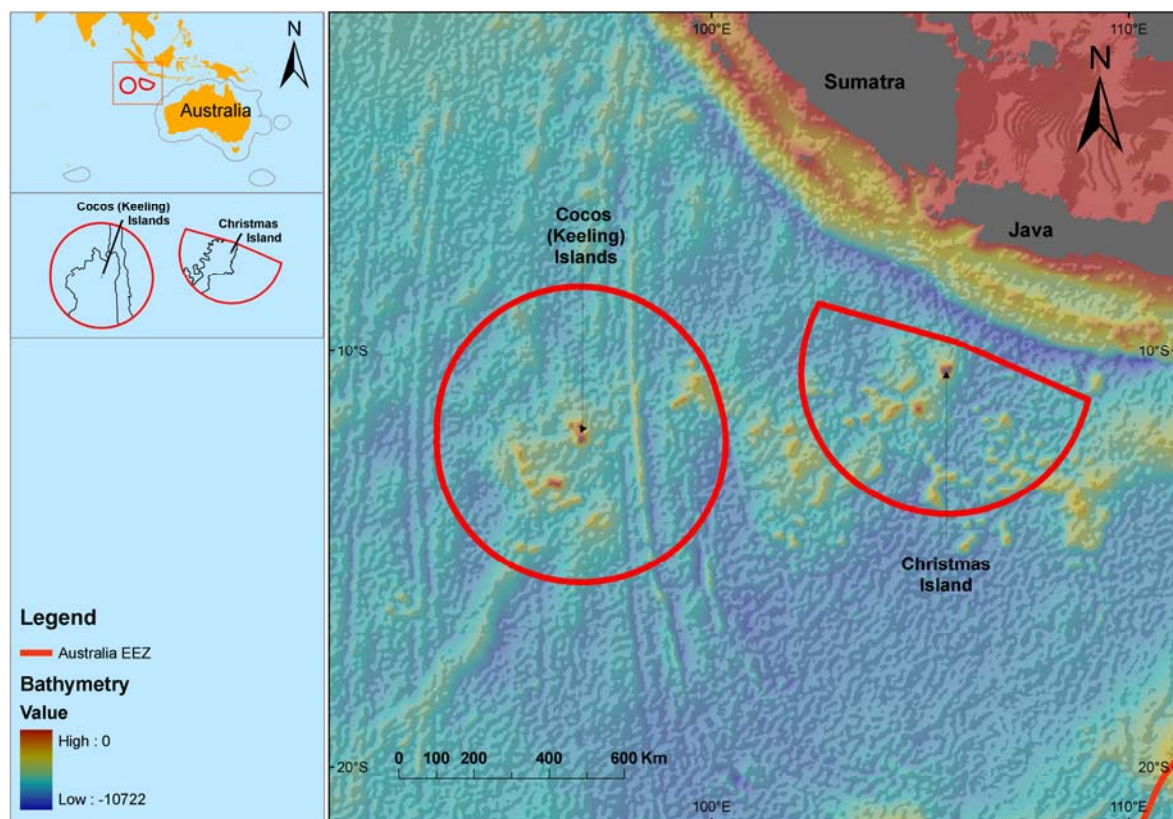 N
Australia
Cocos (Keeling)
Islands
Christmas
Island
Legend
Australia EEZ
Bathymetry
Value
High : 0
Low : -10722
100°E
110°E
Sumatra
N
Cocos
(Keeling)
Islands
Java
10°S
10°S
Christmas
Island
0 100 200 400 600 Km
20°S
20°S
100°E
110°E